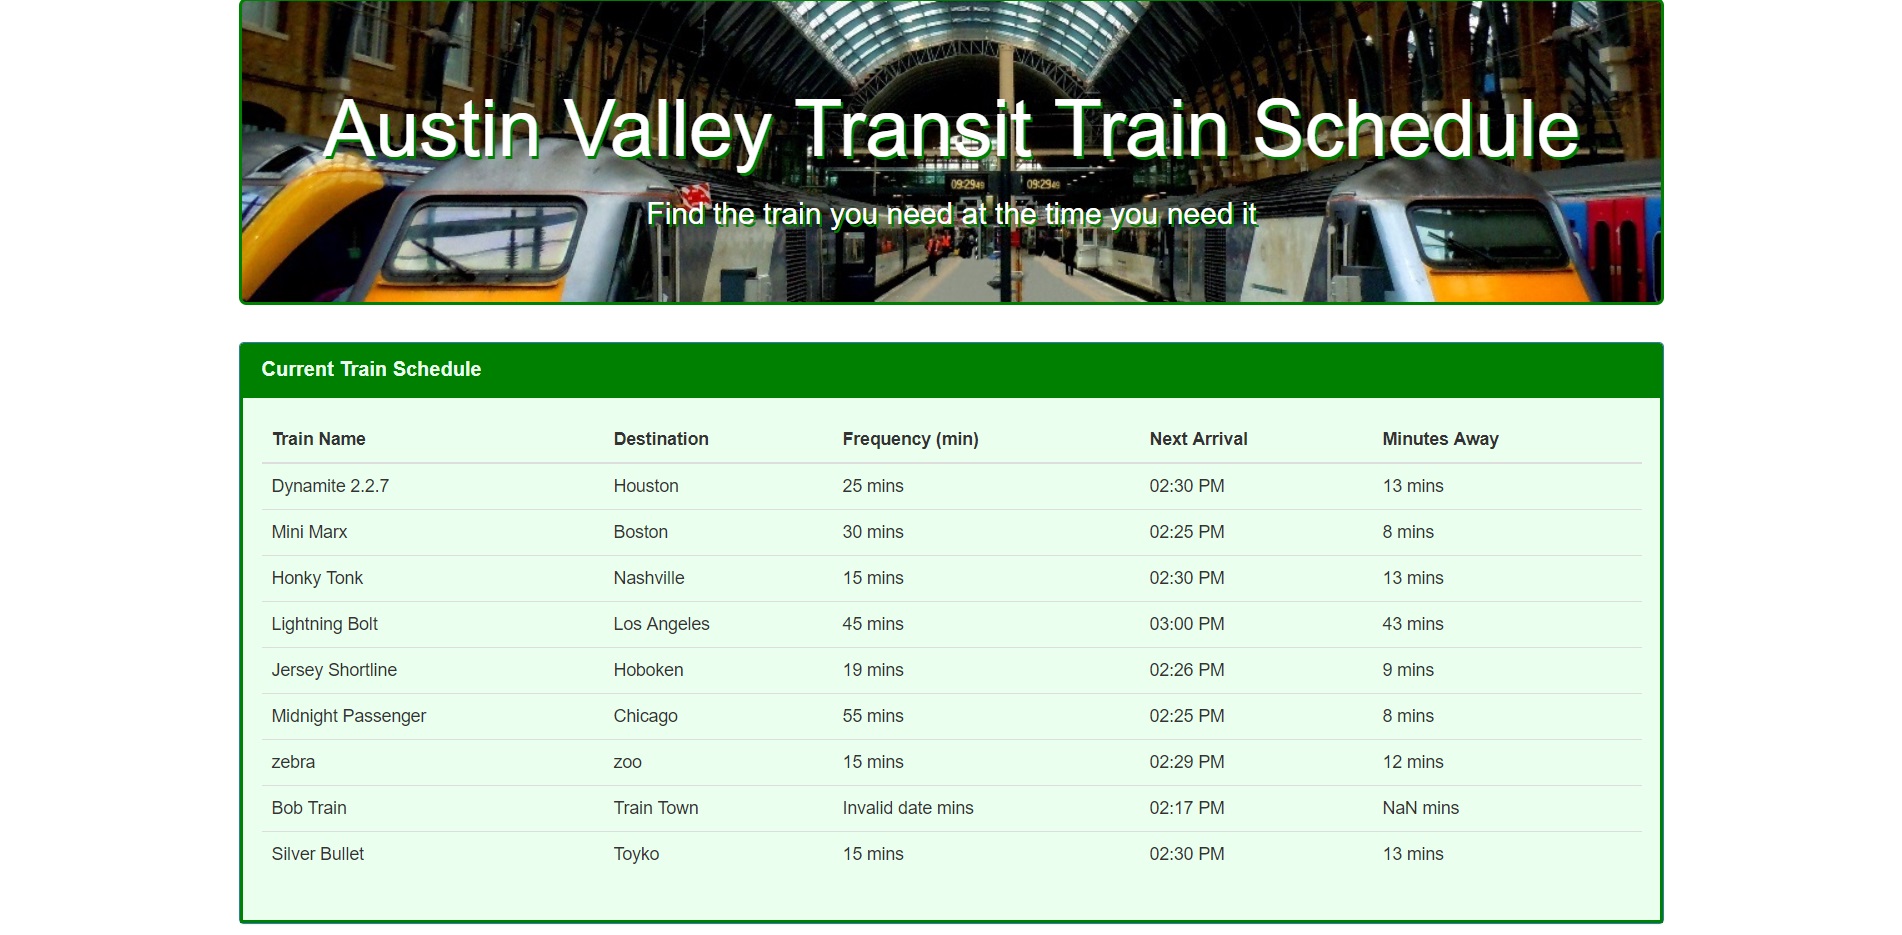 Austin Valley Transit Train Schedule
09:29 09:29
Find the train you need at the time you need it
Current Train Schedule
Train Name Destination Frequency (min) Next Arrival Minutes Away
Dynamite 2.2.7 Houston 25 mins 02:30 PM 13 mins
Mini Marx Boston 30 mins 02:25 PM 8 mins
Honky Tonk Nashville 15 mins 02:30 PM 13 mins
Lightning Bolt Los Angeles 45 mins 03:00 PM 43 mins
Jersey Shortline Hoboken 19 mins 02:26 PM 9 mins
Midnight Passenger Chicago 55 mins 02:25 PM 8 mins
zebra zoo 15 mins 02:29 PM 12 mins
Bob Train Train Town Invalid date mins 02:17 PM NaN mins
Silver Bullet Toyko 15 mins 02:30 PM 13 mins